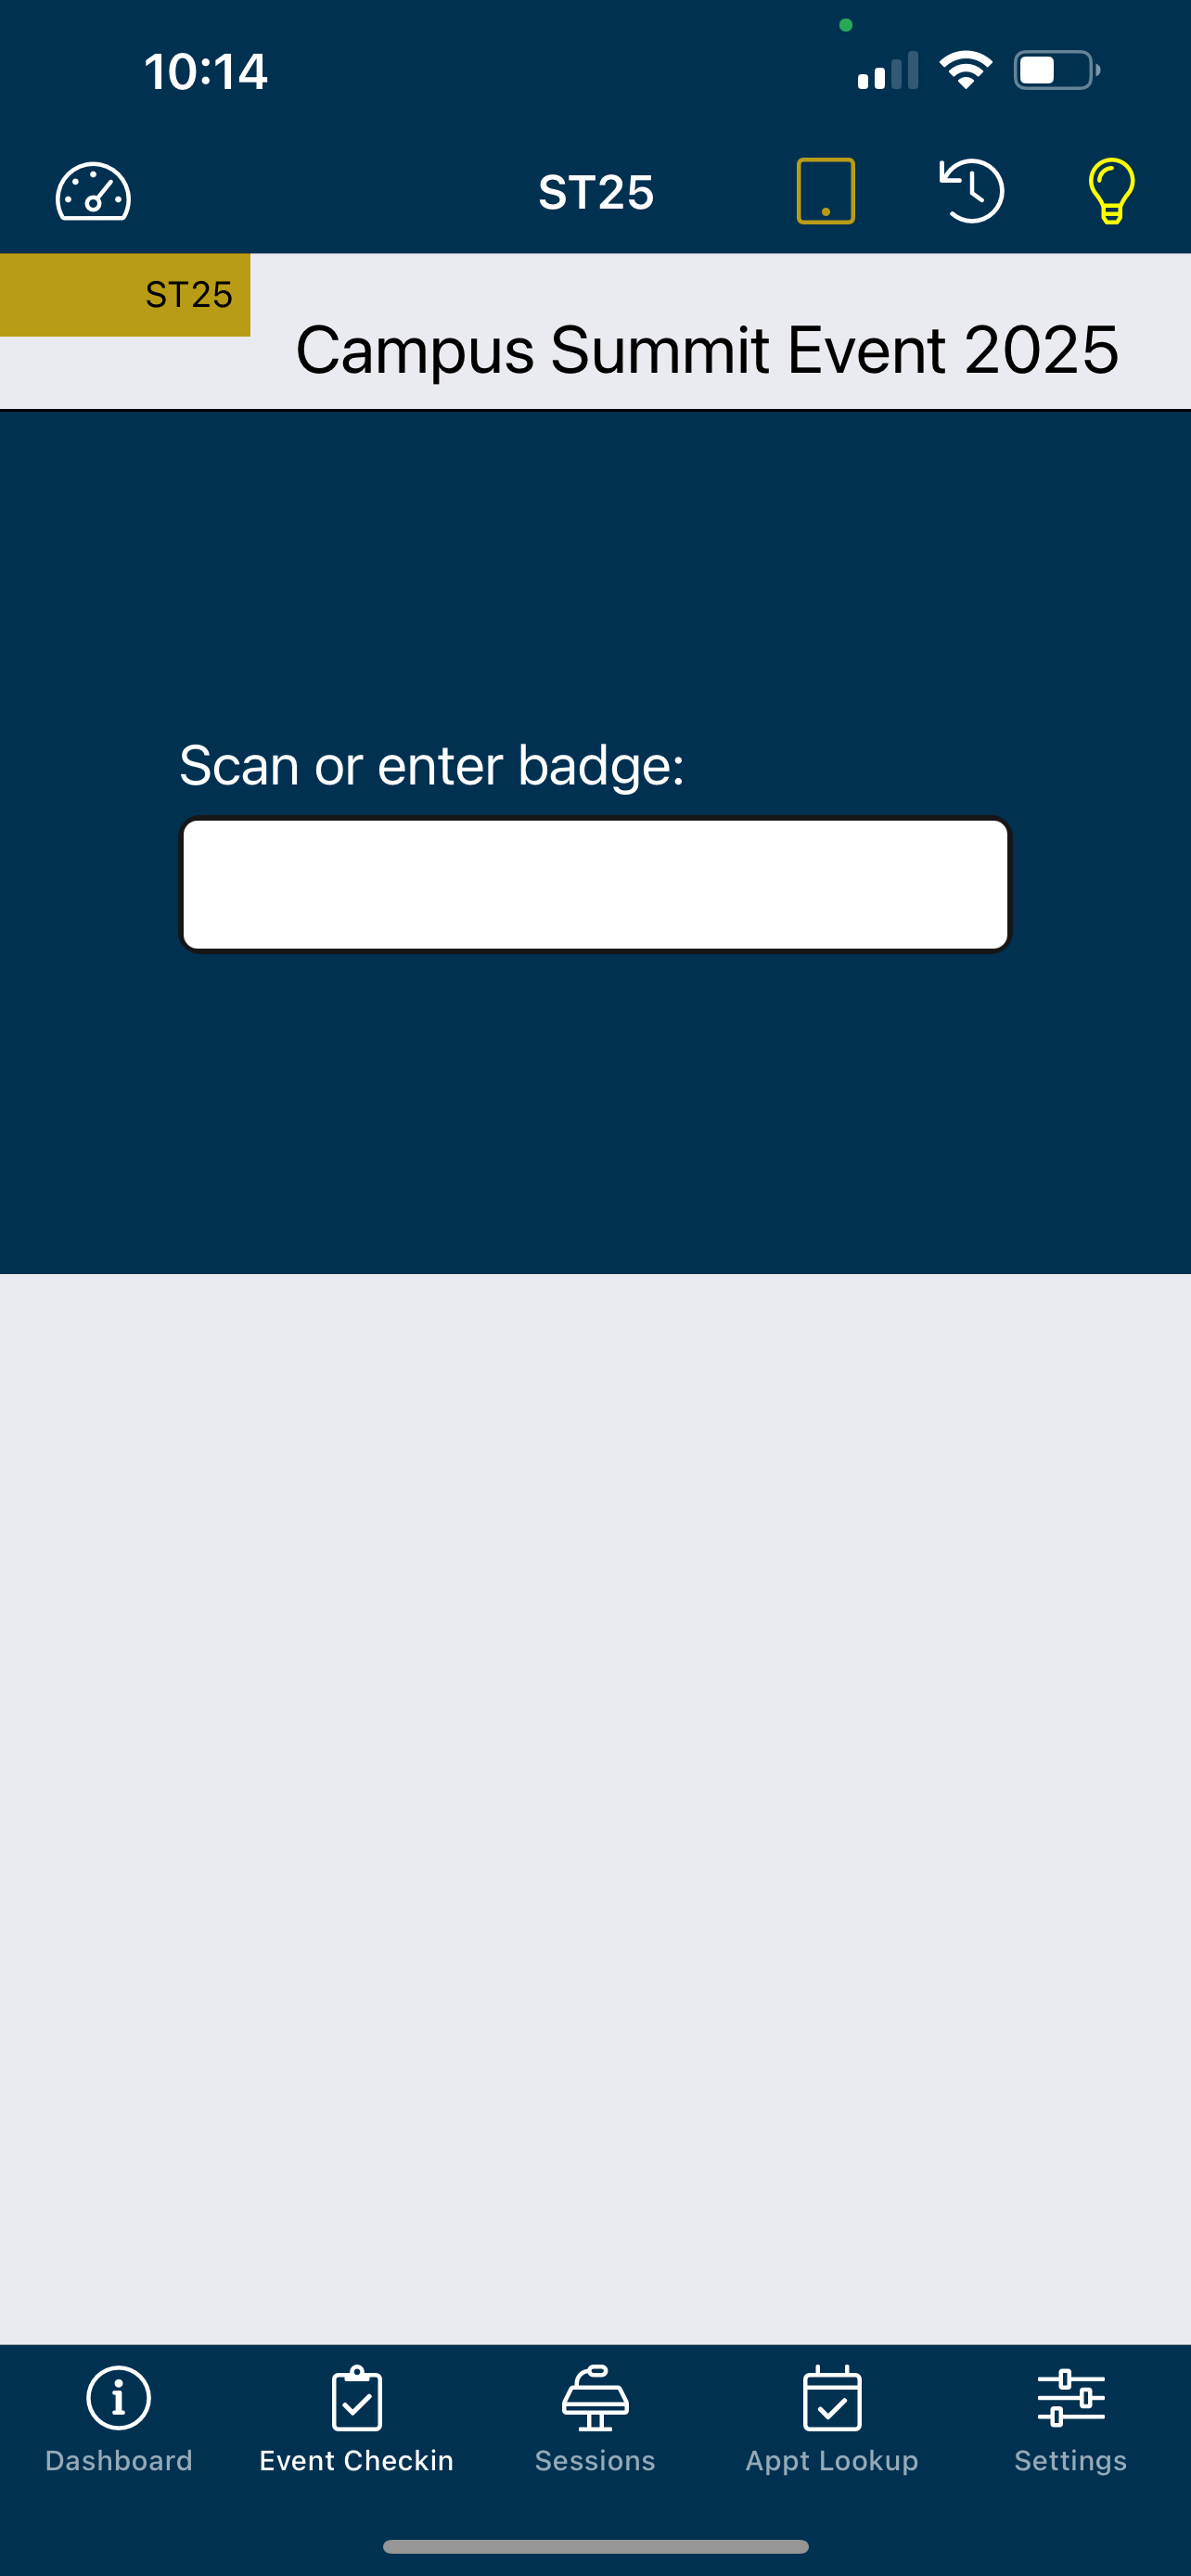 10:14
ST25
ST25
Campus Summit Event 2025
Scan or enter badge:
Dashboard
Event Checkin
Sessions
Appt Lookup
Settings